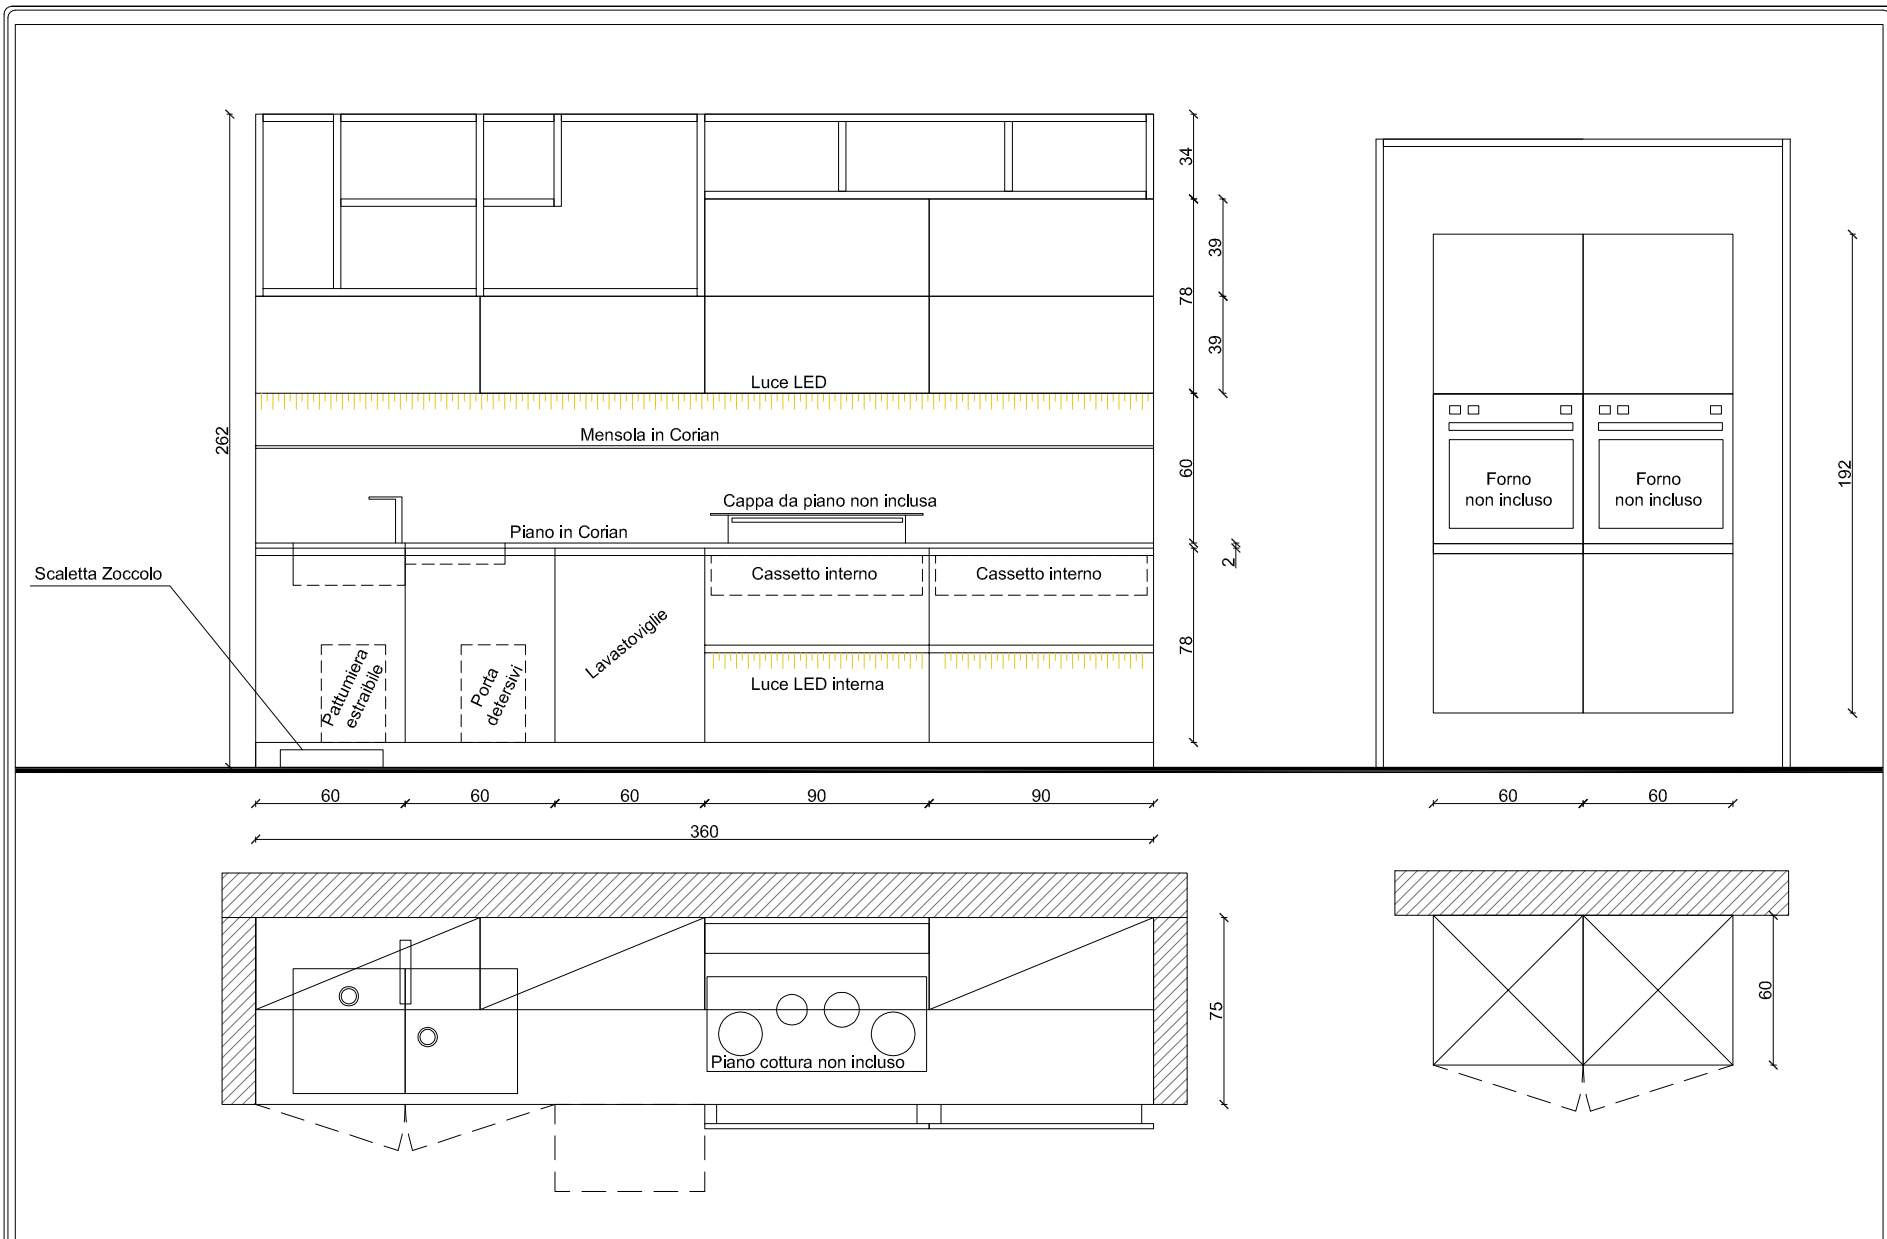 34
39
262
78
39
Luce LED
Mensola in Corian
60
192
Forno
non incluso
Forno
non incluso
Cappa da piano non inclusa
Piano in Corian
2
Scaletta Zoccolo
Cassetto interno
Cassetto interno
Lavastoviglie
78
Pattumiera
estraibile
Porta
detersivi
Luce LED interna
60
60
60
90
90
60
60
360
75
60
Piano cottura non incluso